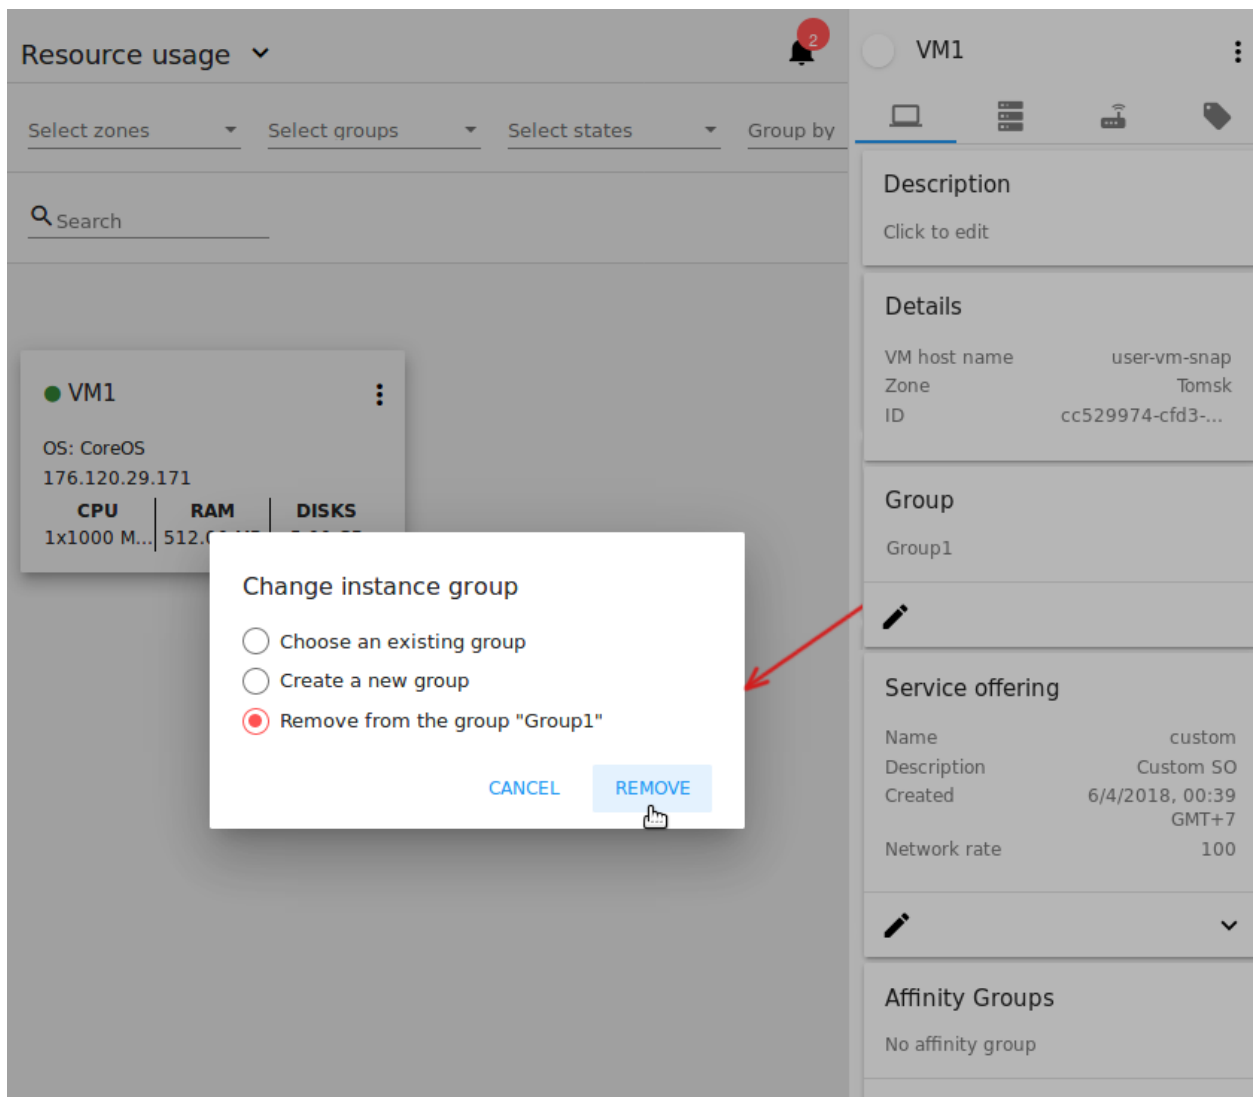 Resource usage
2
Select zones
Select groups
Select states
Group by
Search
VM1
OS: CoreOS
176.120.29.171
CPU RAM DISKS
1x1000 M... 512.
Change instance group
Choose an existing group
Create a new group
Remove from the group "Group1"
CANCEL REMOVE
VM1
Description
Click to edit
Details
VM host name user-vm-snap
Zone Tomsk
ID cc529974-cfd3-...
Group
Group1
Service offering
Name custom
Description Custom SO
Created 6/4/2018, 00:39
GMT+7
Network rate 100
Affinity Groups
No affinity group